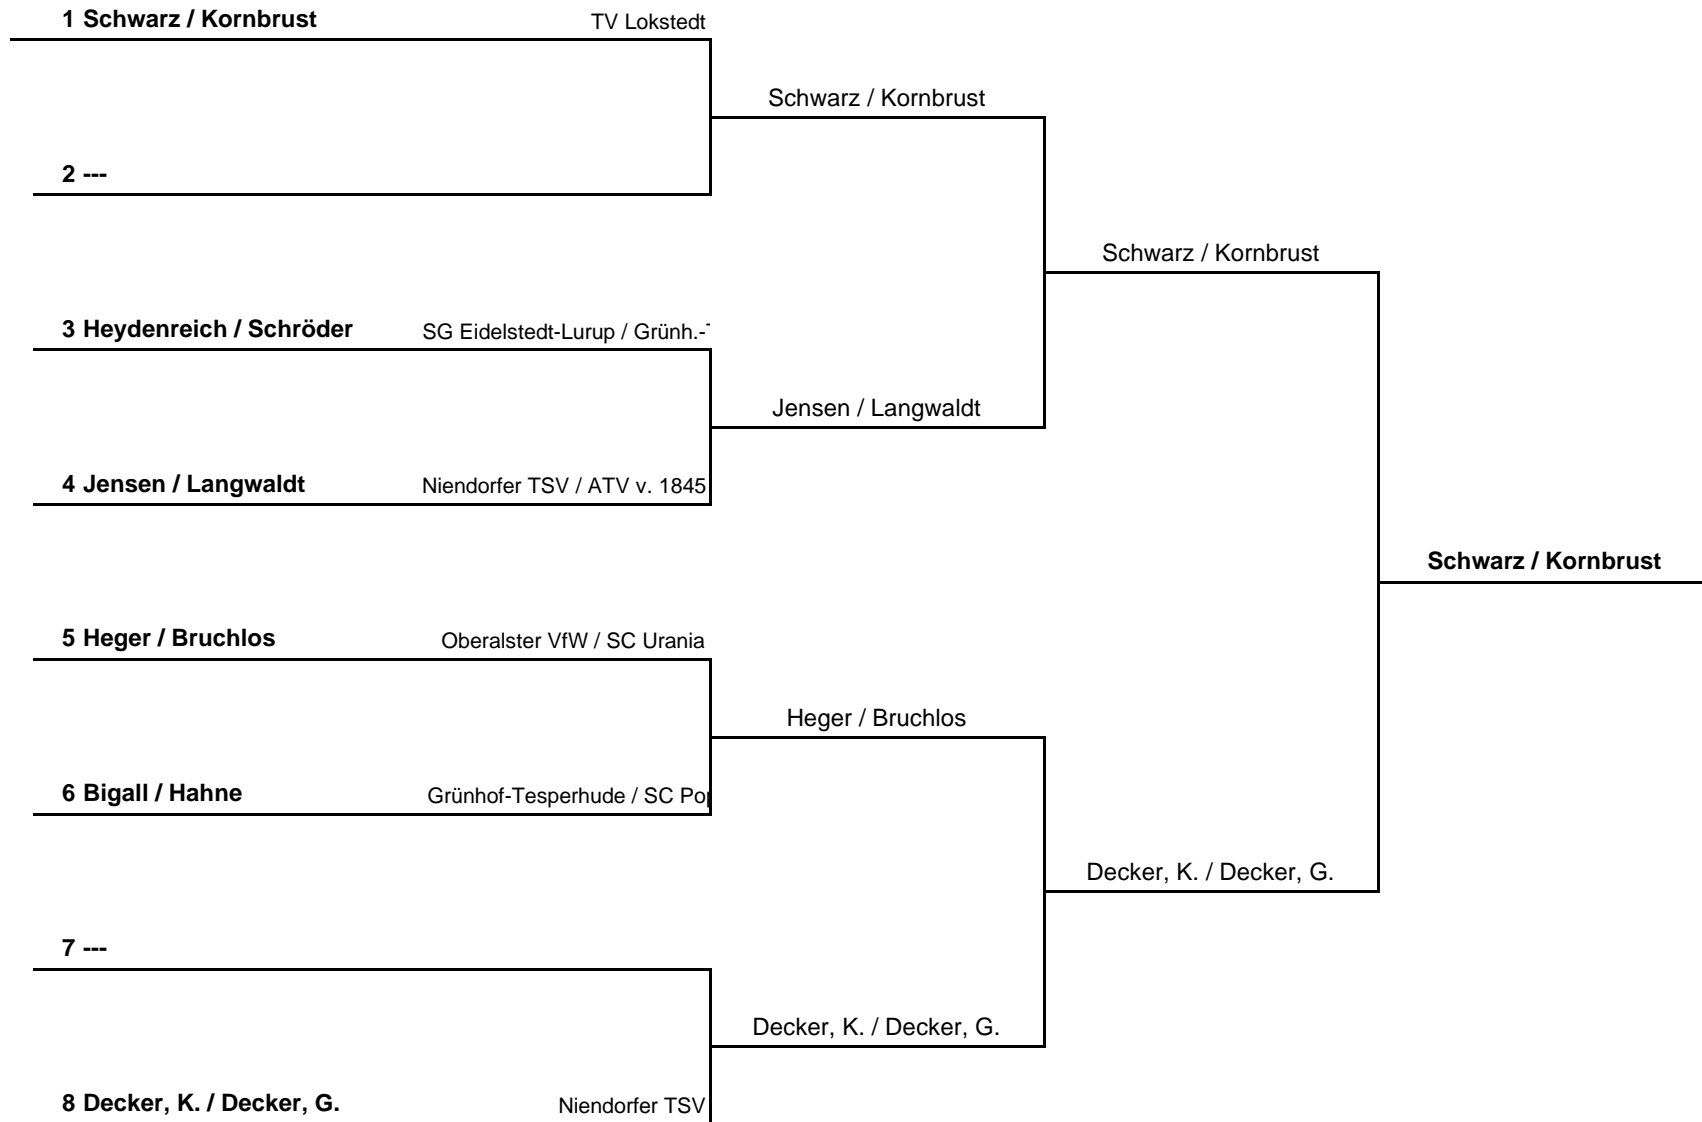 1 Schwarz / Kornbrust TV Lokstedt
Schwarz / Kornbrust
2 ---
Schwarz / Kornbrust
3 Heydenreich / Schröder SG Eidelstedt-Lurup / Grünh.-
Jensen / Langwaldt
4 Jensen / Langwaldt Niendorfer TSV / ATV v. 1845
Schwarz / Kornbrust
5 Heger / Bruchlos Oberalster VfW / SC Urania
Heger / Bruchlos
6 Bigall / Hahne Grünhof-Tesperhude / SC
Decker, K. / Decker, G.
7 ---
Decker, K. / Decker, G.
8 Decker, K. / Decker, G. Niendorfer TSV